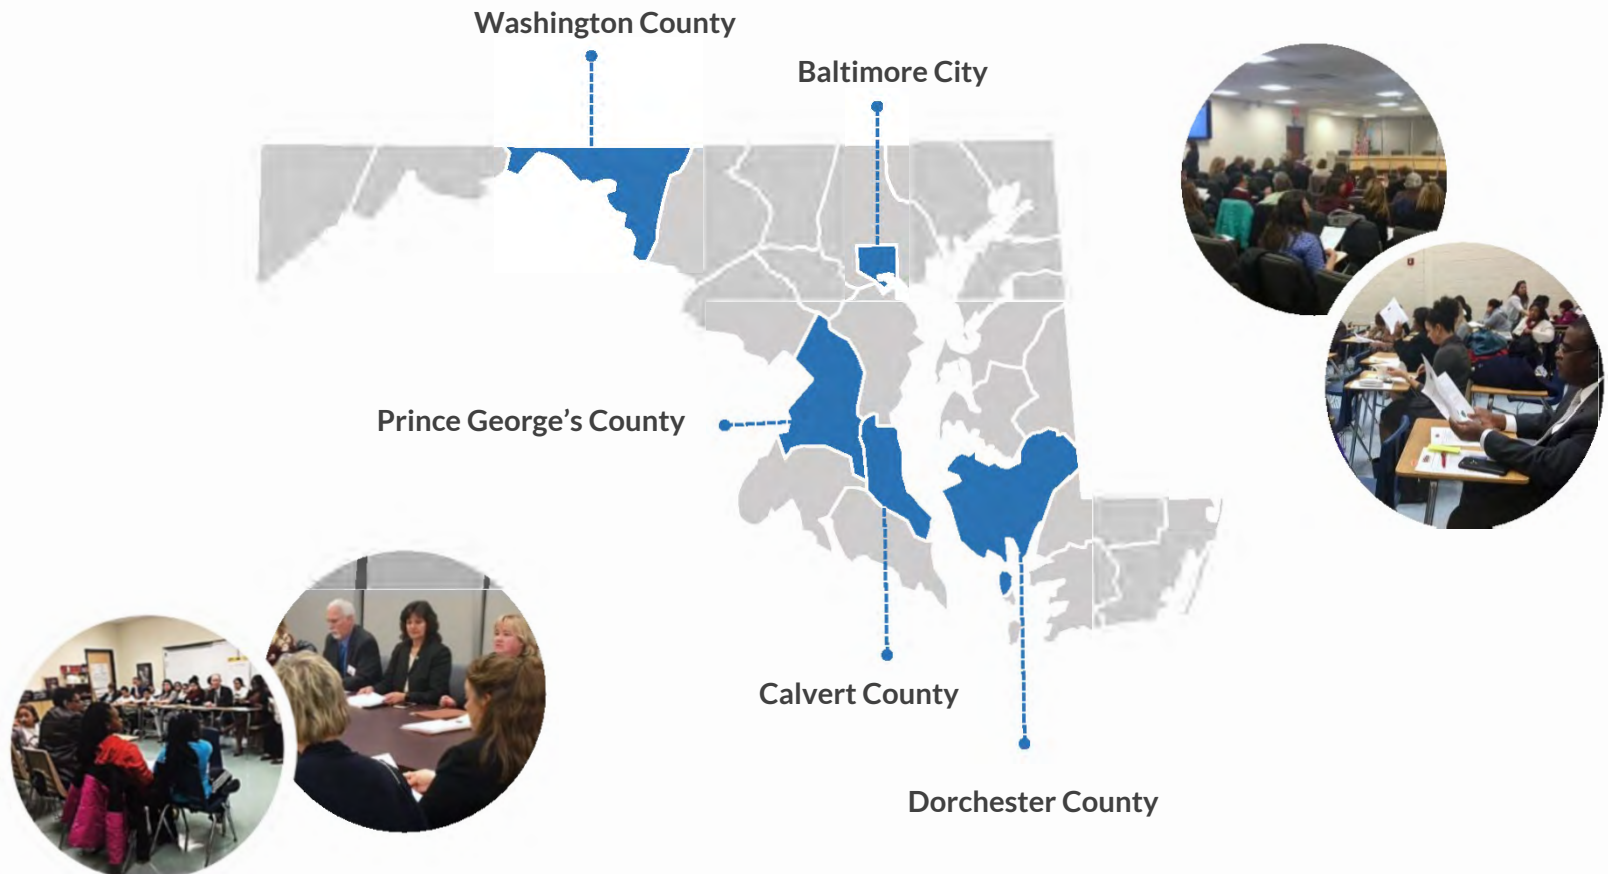 Washington County
Baltimore City
Prince George’s County
Calvert County
Dorchester County